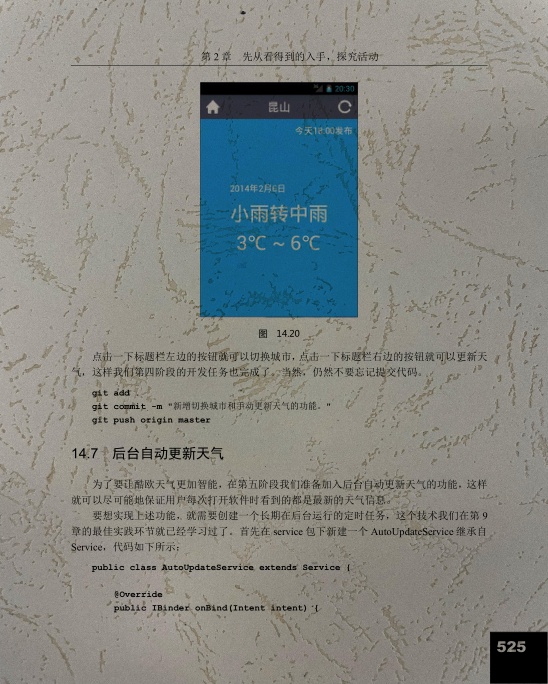 第 2 章　先从看得到的入手，探究活动
20:30
昆山
今天18:00发布
2014年2月6日
小雨转中雨
3℃ ~ 6℃
图 14.20
点击一下标题栏左边的按钮就可以切换城市，点击一下标题栏右边的按钮就可以更新天
气，这样我们第四阶段的开发任务也完成了。当然，仍然不要忘记提交代码。
git add .
git commit -m "新增切换城市和手动更新天气的功能。"
git push origin master
14.7 后台自动更新天气
为了要让酷欧天气更加智能，在第五阶段我们准备加入后台自动更新天气的功能，这样
就可以尽可能地保证用户每次打开软件时看到的都是最新的天气信息。
要想实现上述功能，就需要创建一个长期在后台运行的定时任务，这个技术我们在第 9
章的最佳实践环节就已经学习过了。首先在 service 包下新建一个 AutoUpdateService 继承自
Service，代码如下所示：
public class AutoUpdateService extends Service {
@Override
public IBinder onBind(Intent intent) {
525